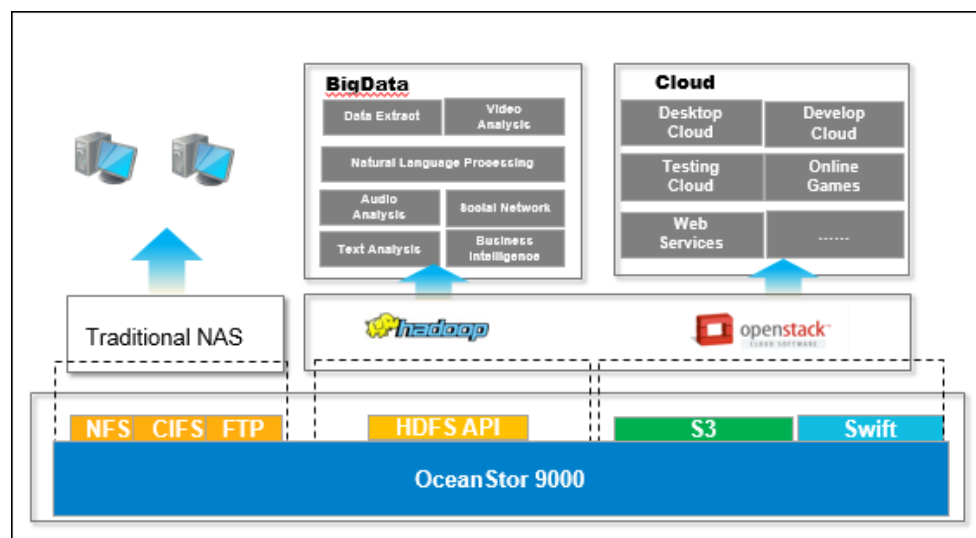 BigData
Data Extract
Video
Analysis
Natural Language Processing
Audio
Analysis
Social Network
Text Analysis
Business
Intelligence
Cloud
Desktop
Cloud
Develop
Cloud
Testing
Cloud
Online
Games
Web
Services
......
Traditional NAS
hadoop
openstack™
CLOUD SOFTWARE
NFS
CIFS
FTP
HDFS API
S3
Swift
OceanStor 9000